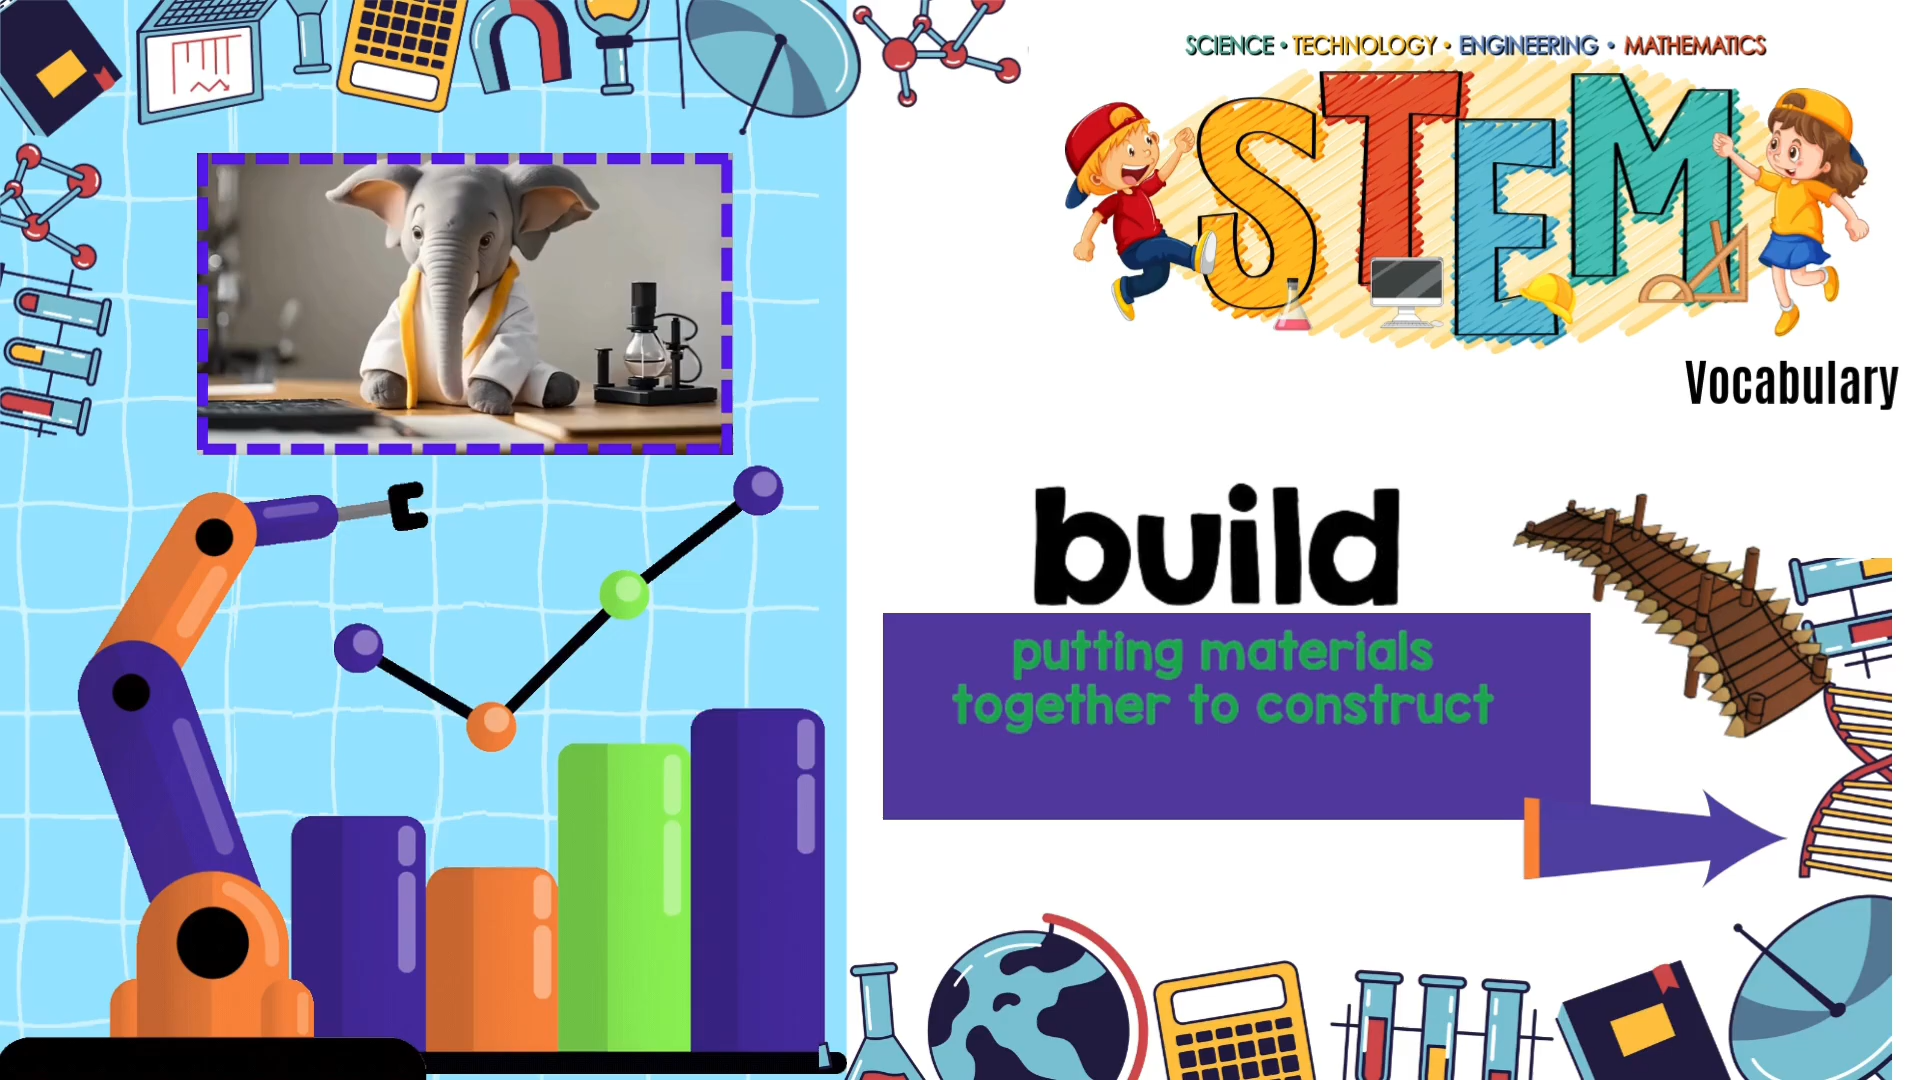 SCIENCE • TECHNOLOGY • ENGINEERING • MATHEMATICS
STEM
Vocabulary
build
putting materials
together to construct